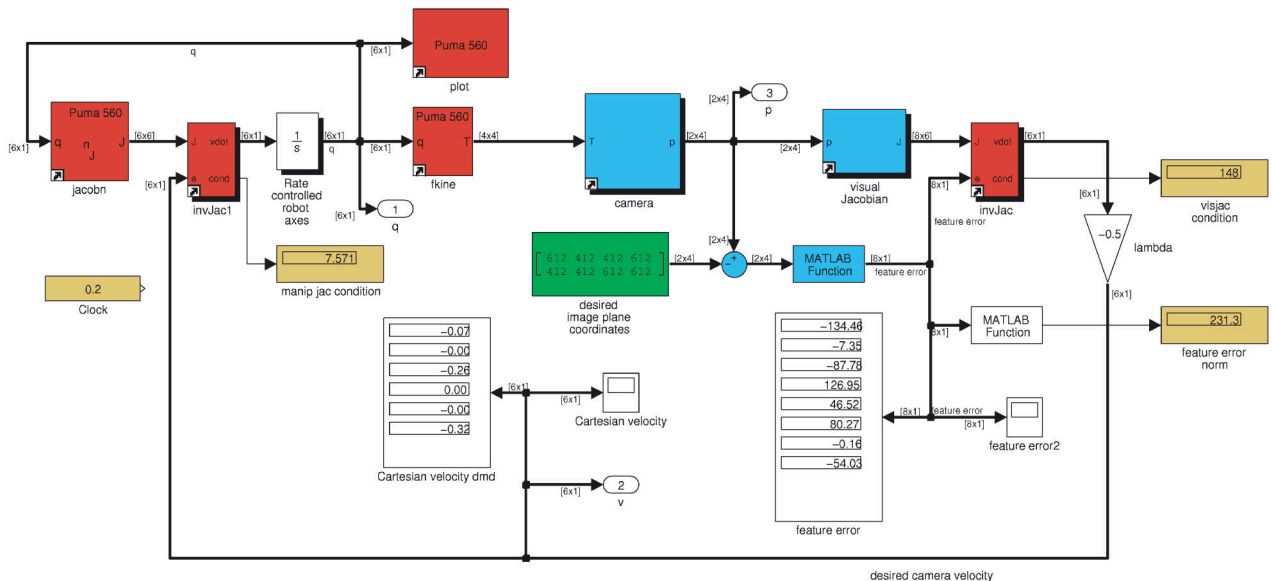 Puma 560
plot
q
[6x1]
3
p
[2x4]
Puma 560
q
n
J
J
[6x1]
jacobn
[6x6]
J
vdot
e
cond
[6x1]
invJac1
[6x1]
1
s
Rate
controlled
robot
axes
[6x1]
q
[6x1]
Puma 560
q
T
fkine
[4x4]
T
p
camera
[2x4]
[2x4]
p
J
visual
Jacobian
[8x6]
J
vdot
e
cond
8x1]
invJac
[6x1]
148
visjac
condition
[6x1]
1
q
feature error
[6x1]
−0.5
lambda
7.571
manip jac condition
0.2
Clock
612 412 412 612
412 412 612 612
desired
image plane
coordinates
[2x4]
[2x4]
+
−
[2x4]
MATLAB
Function
[8x1]
feature error
[6x1]
−0.07
−0.00
−0.26
0.00
−0.00
−0.32
Cartesian velocity dmd
[6x1]
[6x1]
Cartesian velocity
2
v
[6x1]
−134.46
−7.35
−87.78
126.95
46.52
80.27
−0.16
−54.03
feature error
8x1]
MATLAB
Function
231.3
feature error
norm
[8x1]
feature error
[8x1]
feature error2
desired camera velocity